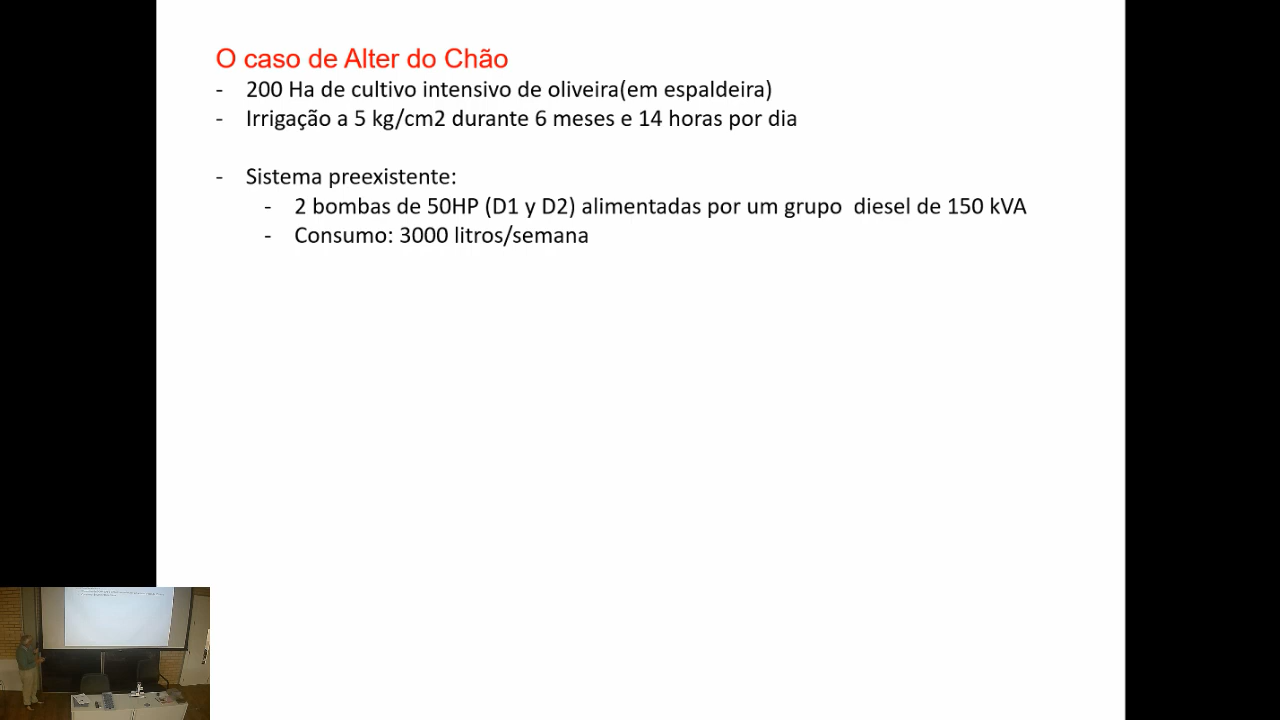 O caso de Alter do Chão
- 200 Ha de cultivo intensivo de oliveira(em espaldeira)
- Irrigação a 5 kg/cm2 durante 6 meses e 14 horas por dia
- Sistema preexistente:
- 2 bombas de 50HP (D1 y D2) alimentadas por um grupo diesel de 150 kVA
- Consumo: 3000 litros/semana